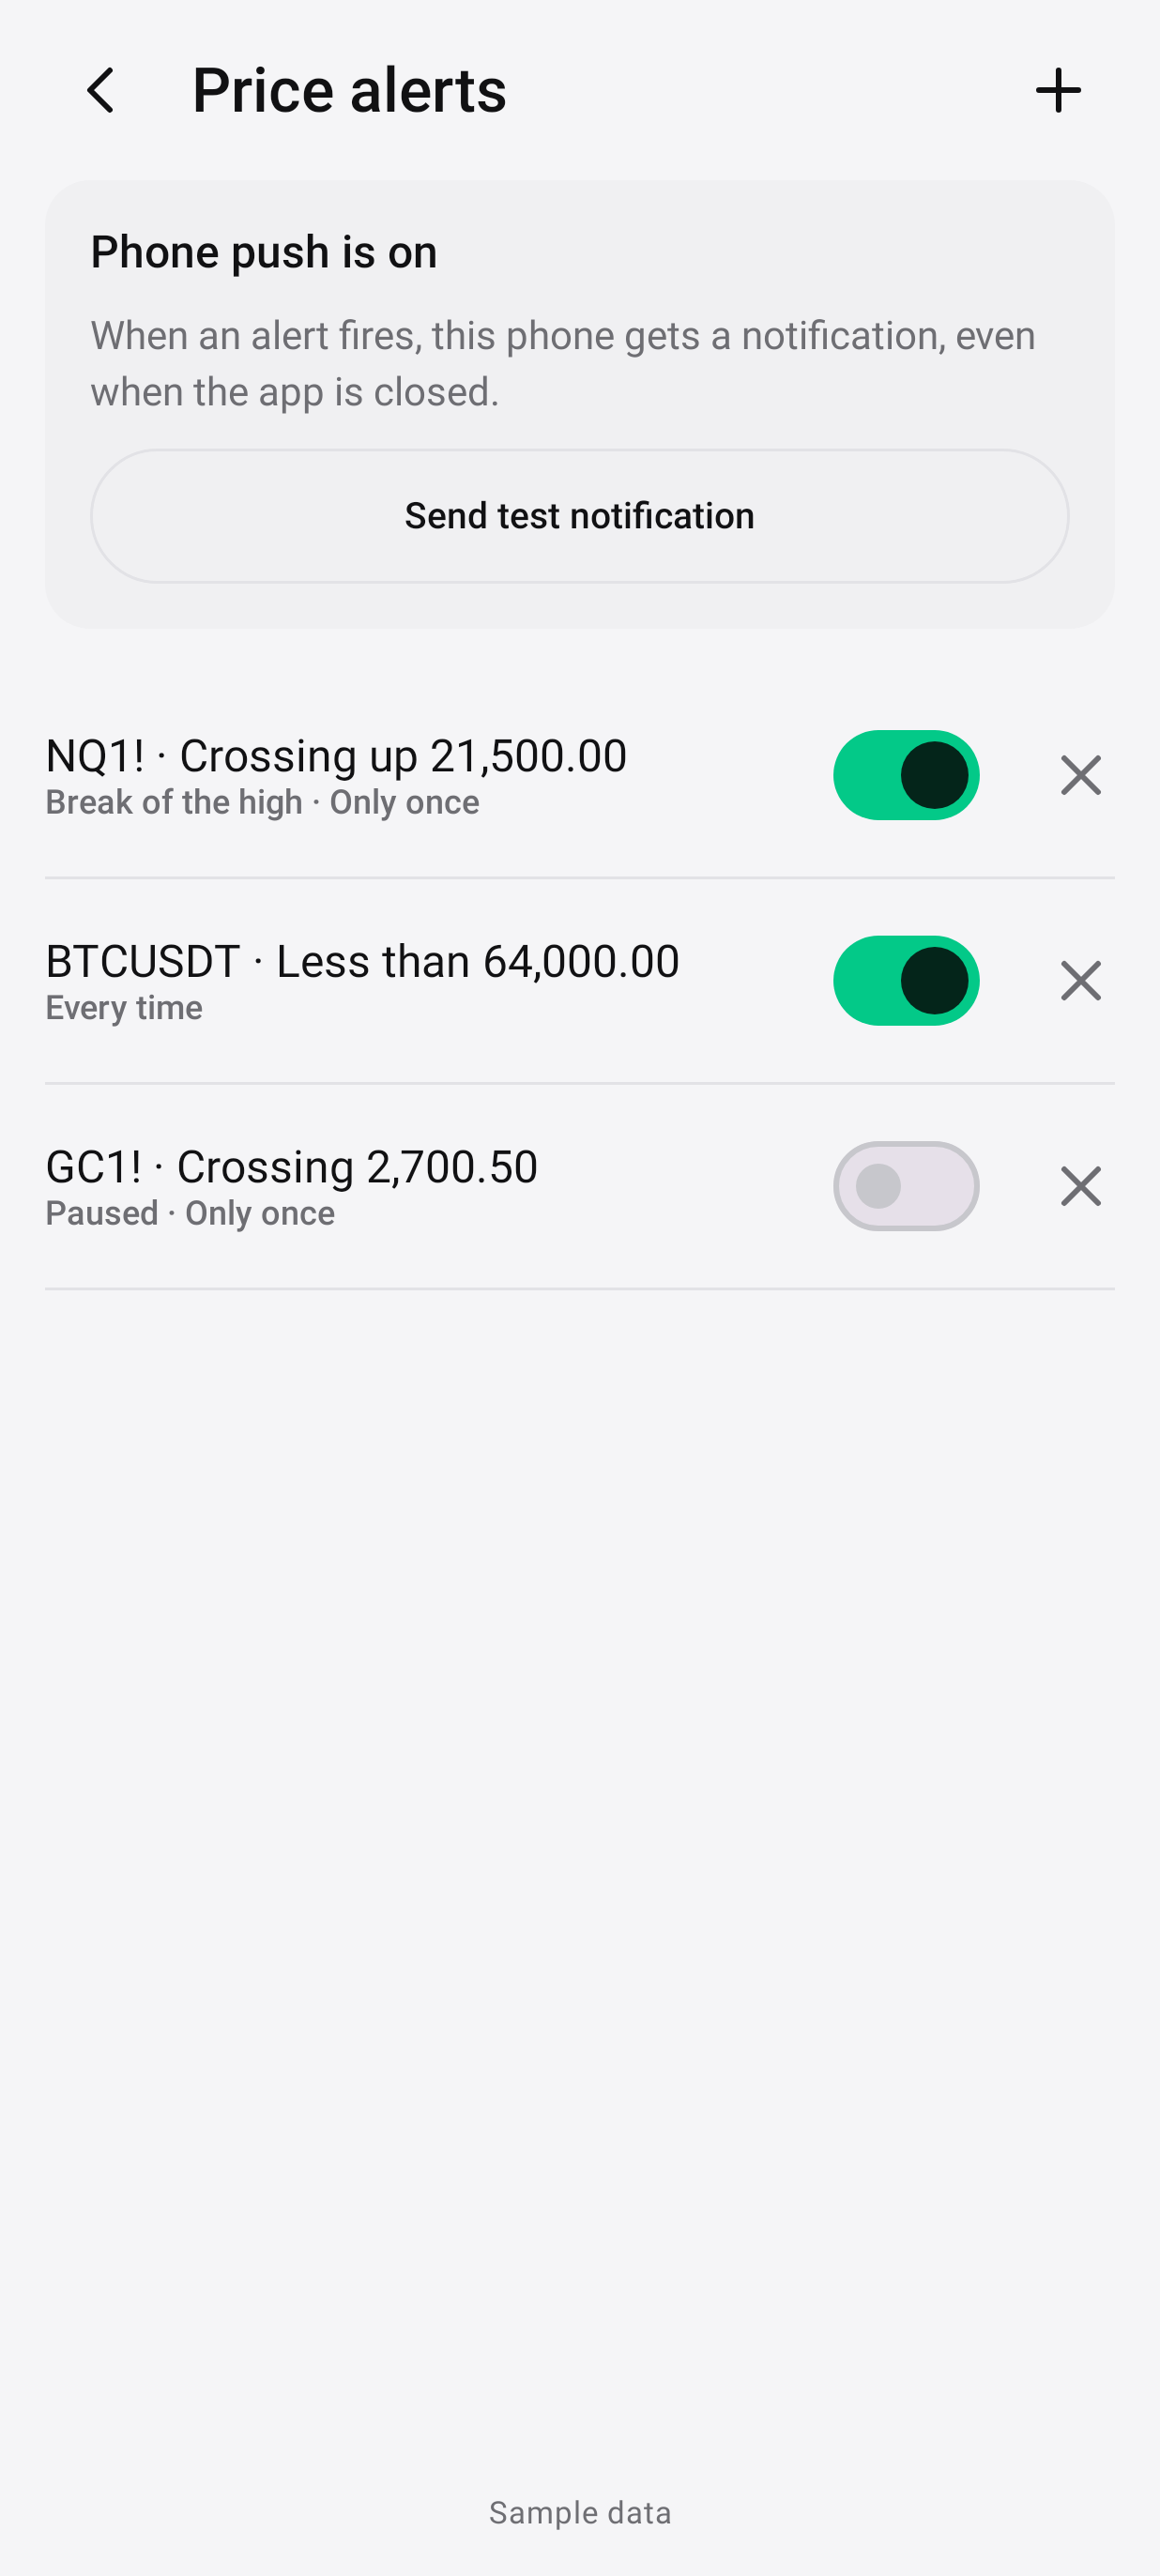 Price alerts
Phone push is on
When an alert fires, this phone gets a notification, even
when the app is closed.
Send test notification
NQ1! · Crossing up 21,500.00
Break of the high · Only once
BTCUSDT · Less than 64,000.00
Every time
GC1! · Crossing 2,700.50
Paused · Only once
Sample data